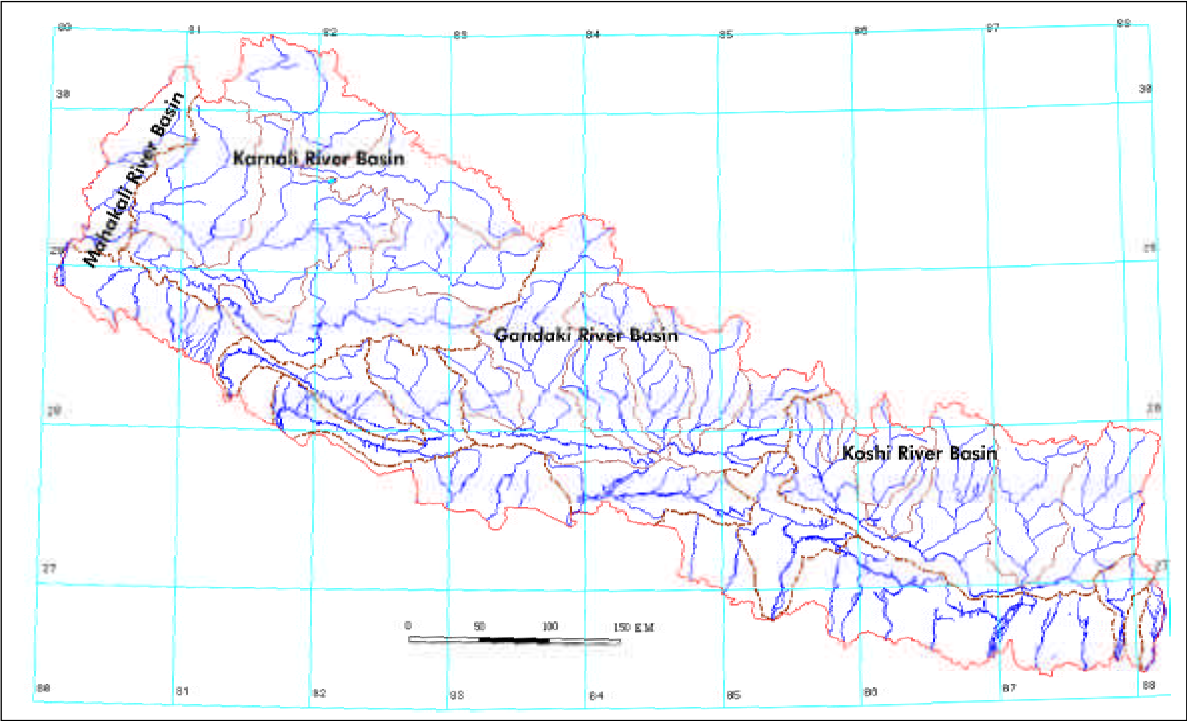 80 81 82 83 84 85 86 87 88
30 30
Mahakali River Basin
Karnali River Basin
29 29
Gandaki River Basin
28 28
Koshi River Basin
27 27
0 50 100 150 KM
80 81 82 83 84 85 86 87 88